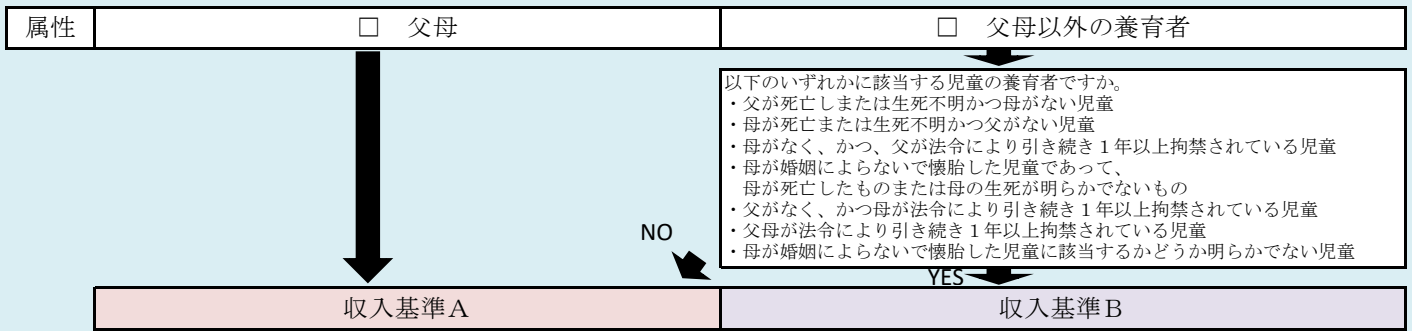 属性
□ 父母
□ 父母以外の養育者
以下のいずれかに該当する児童の養育者ですか。
・父が死亡しまたは生死不明かつ母がない児童
・母が死亡または生死不明かつ父がない児童
・母がなく、かつ、父が法令により引き続き１年以上拘禁されている児童
・母が婚姻によらないで懐胎した児童であって、
母が死亡したものまたは母の生死が明らかでないもの
・父がなく、かつ母が法令により引き続き１年以上拘禁されている児童
・父母が法令により引き続き１年以上拘禁されている児童
・母が婚姻によらないで懐胎した児童に該当するかどうか明らかでない児童
NO
YES
収入基準Ａ
収入基準Ｂ